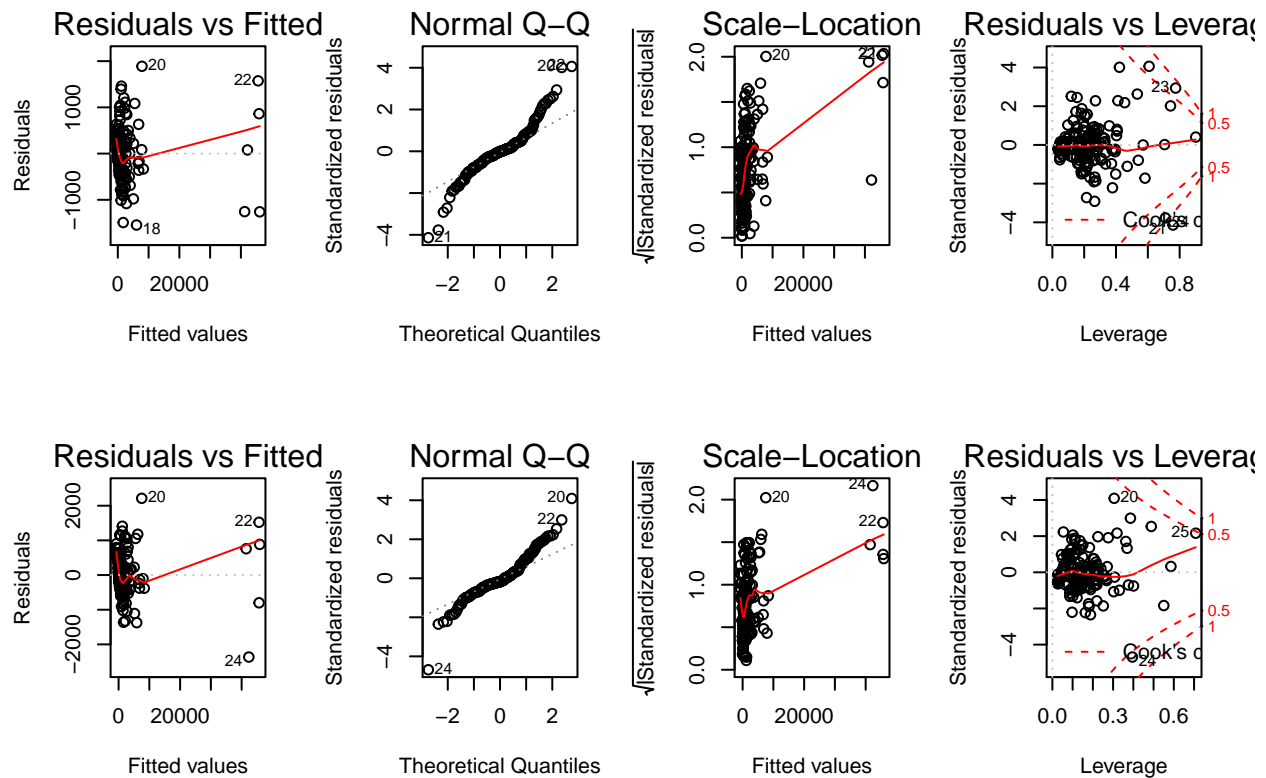 Residuals vs Fitted
Residuals
1000
−1000
20
22
18
0 20000
Fitted values
Normal Q−Q
Standardized residuals
4
2
0
−2
−4
22
21
−2 0 2
Theoretical Quantiles
Scale−Location
√|Standardized residuals|
2.0
1.0
0.0
20
0 20000
Fitted values
Residuals vs Leverag
Standardized residuals
4
2
0
−4
23
1
0.5
0.5
1
0.0 0.4 0.8
Leverage
Residuals vs Fitted
Residuals
2000
0
−2000
20
22
24
0 20000
Fitted values
Normal Q−Q
Standardized residuals
4
2
0
−4
20
22
24
−2 0 2
Theoretical Quantiles
Scale−Location
√|Standardized residuals|
2.0
1.0
0.0
20
24
22
0 20000
Fitted values
Residuals vs Leverag
Standardized residuals
4
2
0
−4
20
25
24
Cook's d
1
0.5
0.5
1
0.0 0.3 0.6
Leverage